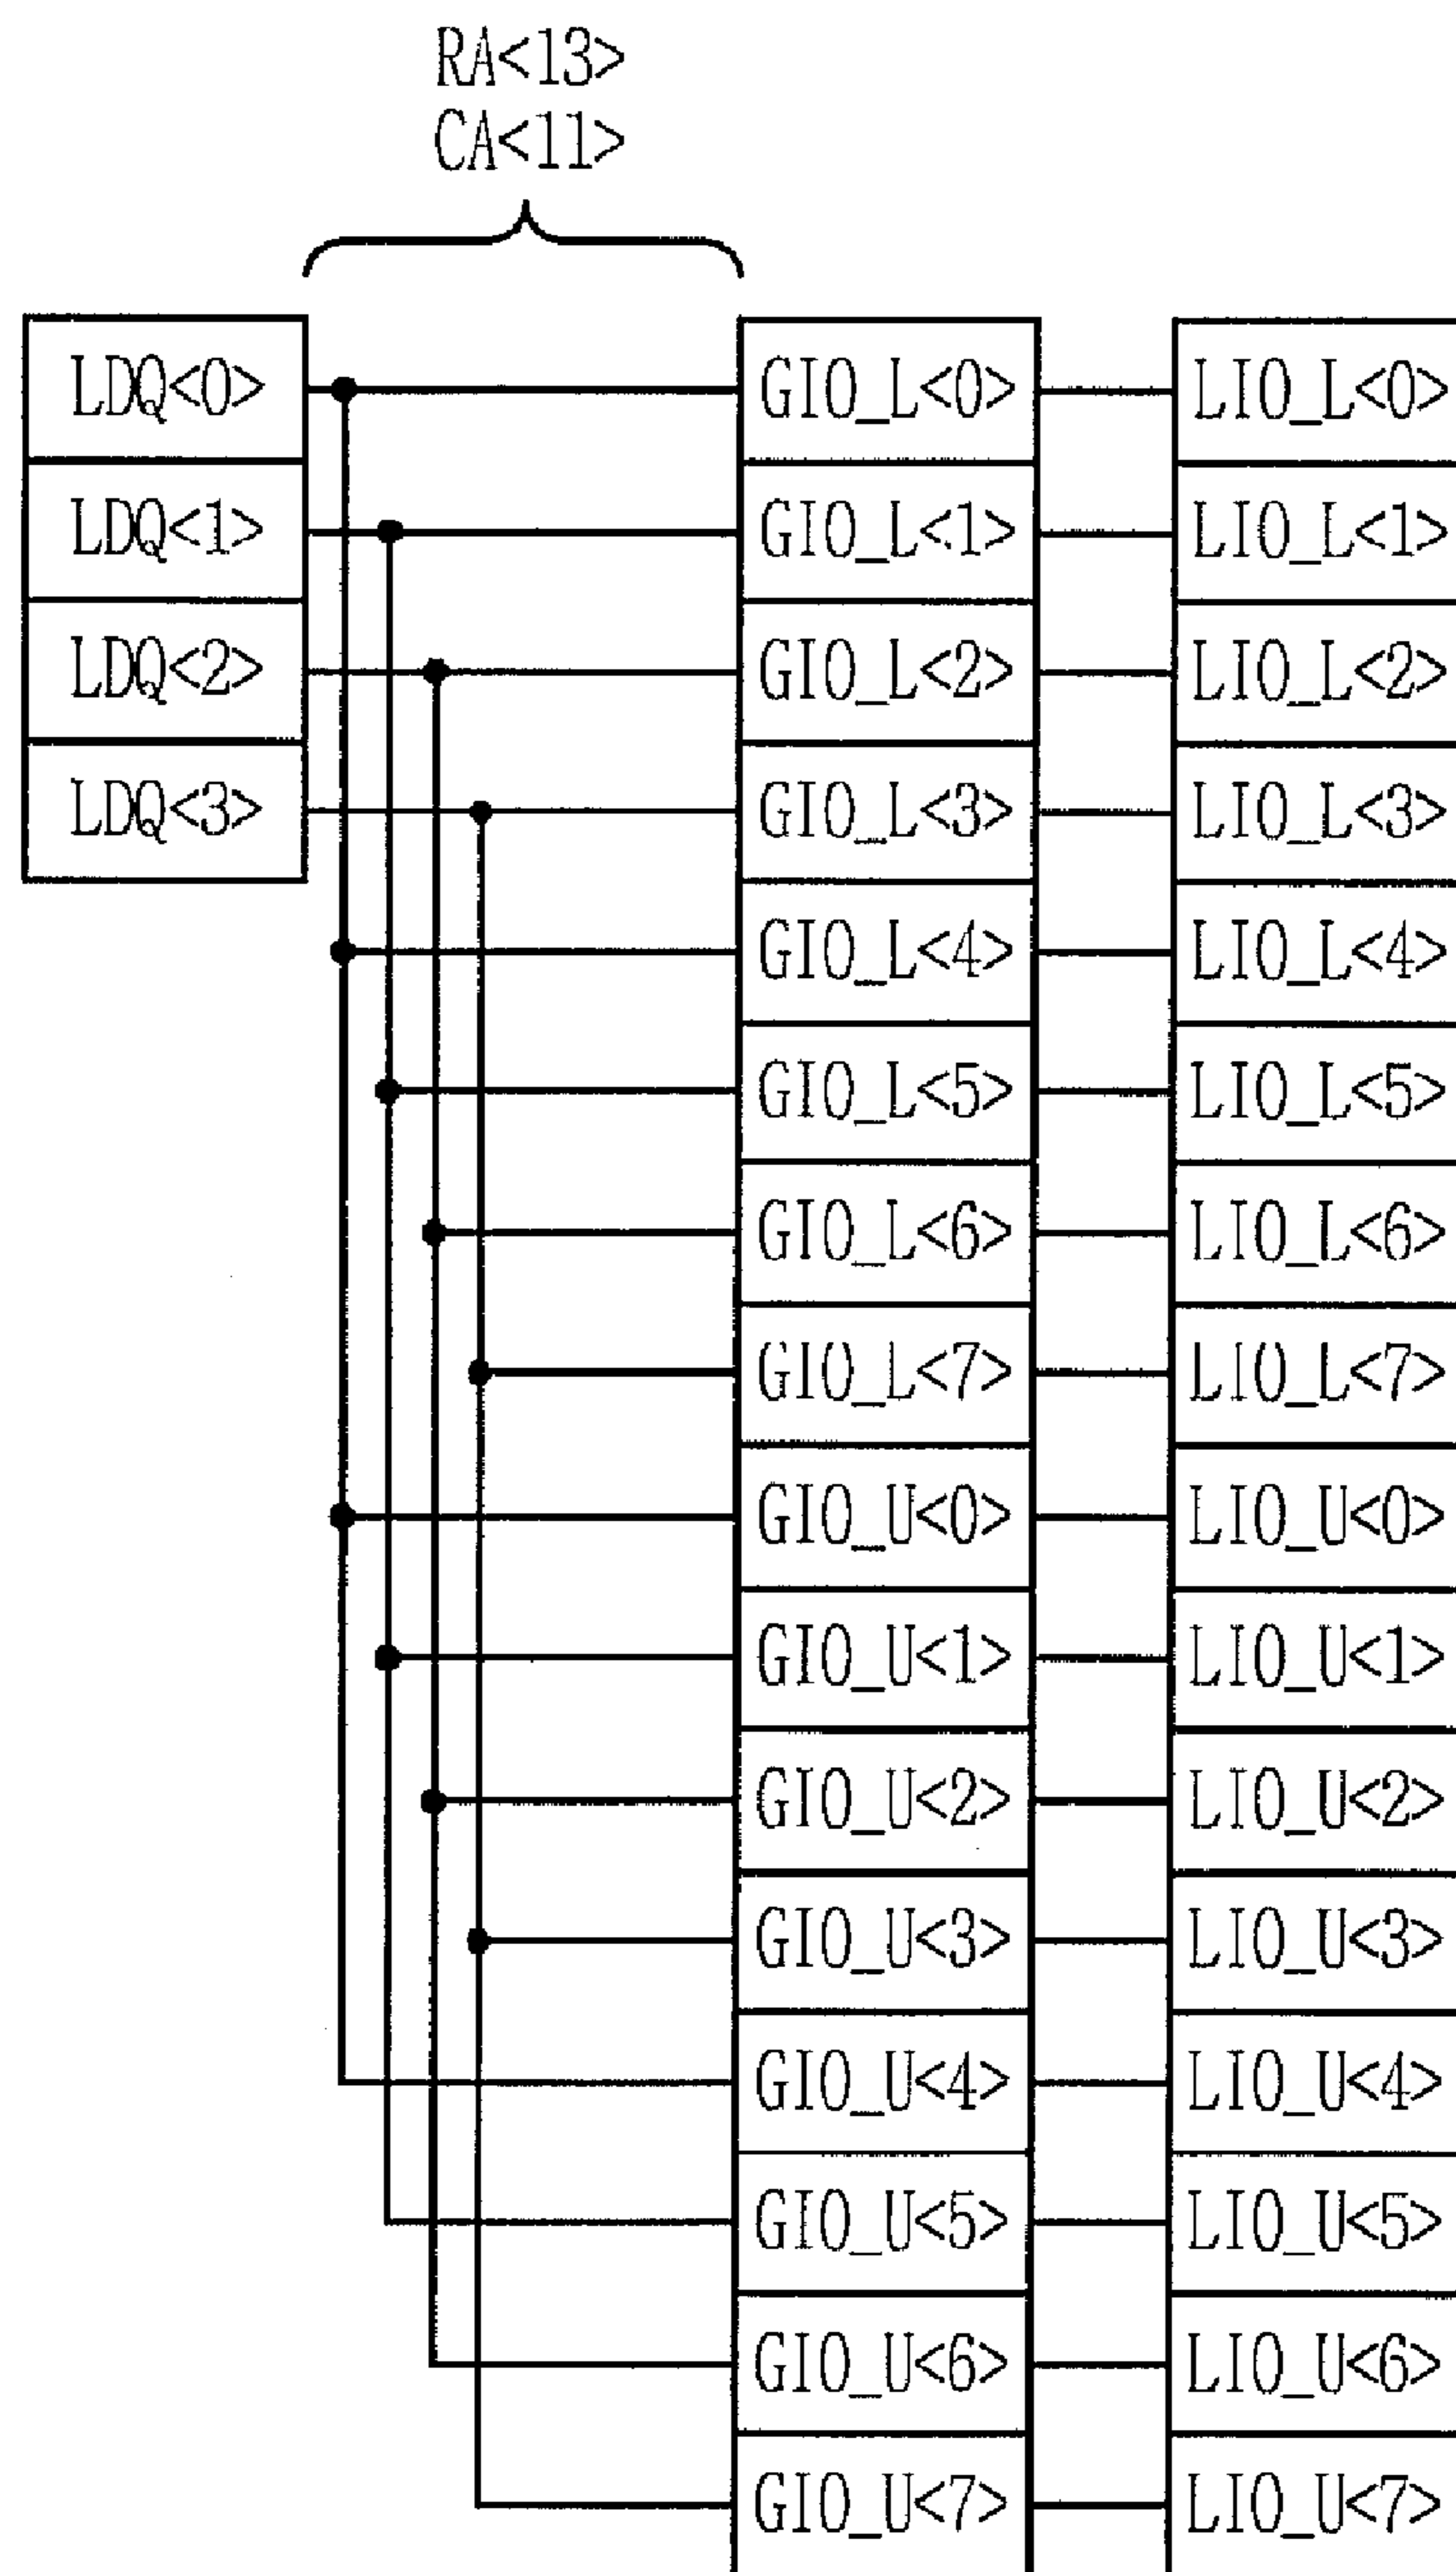 RA<13>
CA<11>
LDQ<0> GIO_L<0> LIO_L<0>
LDQ<1> GIO_L<1> LIO_L<1>
LDQ<2> GIO_L<2> LIO_L<2>
LDQ<3> GIO_L<3> LIO_L<3>
GIO_L<4> LIO_L<4>
GIO_L<5> LIO_L<5>
GIO_L<6> LIO_L<6>
GIO_L<7> LIO_L<7>
GIO_U<0> LIO_U<0>
GIO_U<1> LIO_U<1>
GIO_U<2> LIO_U<2>
GIO_U<3> LIO_U<3>
GIO_U<4> LIO_U<4>
GIO_U<5> LIO_U<5>
GIO_U<6> LIO_U<6>
GIO_U<7> LIO_U<7>